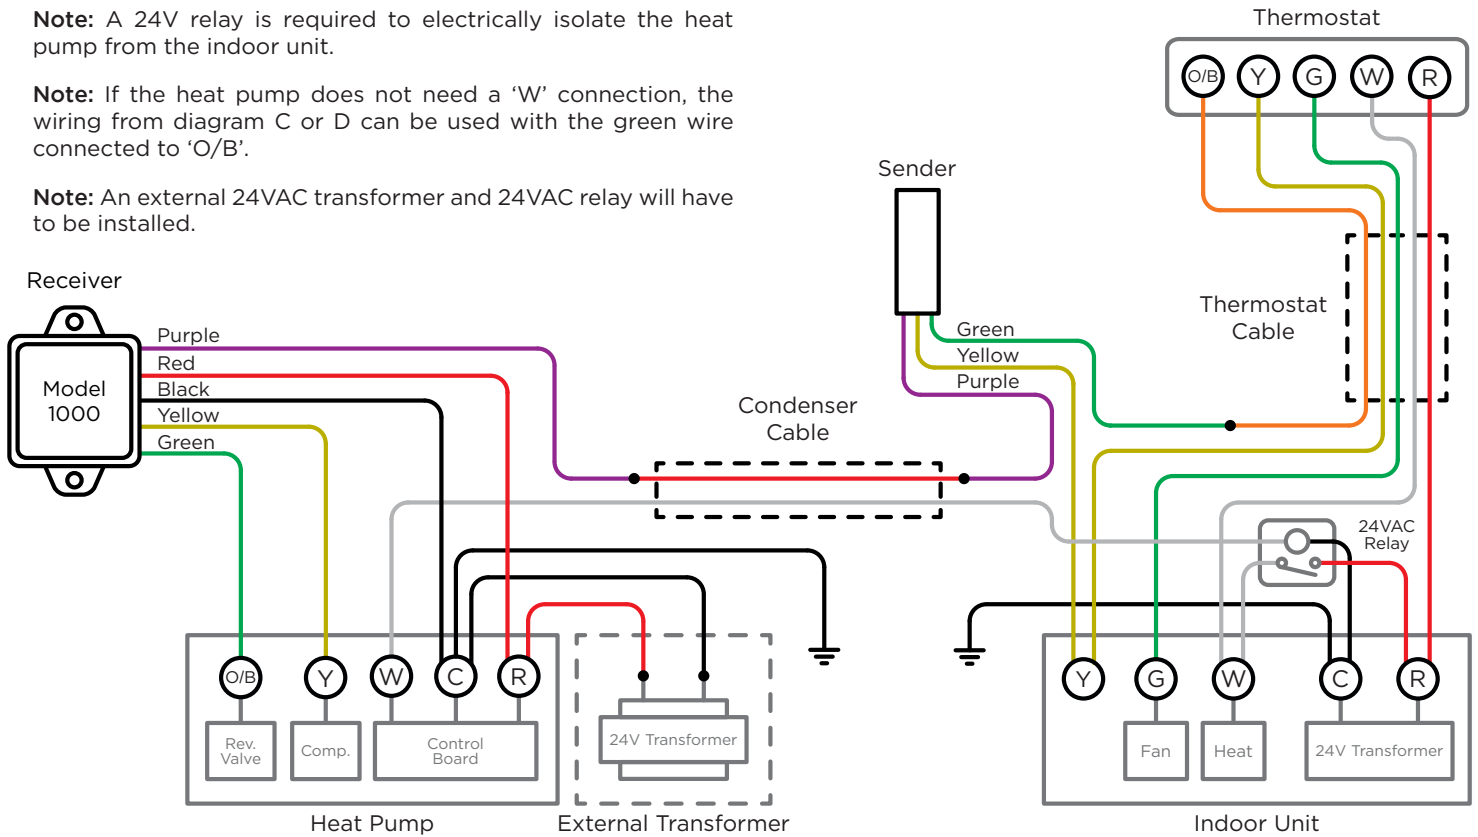 Note: A 24V relay is required to electrically isolate the heat
pump from the indoor unit.
Note: If the heat pump does not need a ‘W’ connection, the
wiring from diagram C or D can be used with the green wire
connected to ‘O/B’.
Note: An external 24VAC transformer and 24VAC relay will have
to be installed.
Thermostat
O/B Y G W R
Sender
Green
Yellow
Purple
Thermostat
Cable
Receiver
Model
1000
Purple
Red
Black
Yellow
Green
Condenser
Cable
24VAC
Relay
O/B Y W C R
Rev.
Valve
Comp.
Control
Board
Heat Pump
24V Transformer
External Transformer
Y G W C R
Fan
Heat
24V Transformer
Indoor Unit